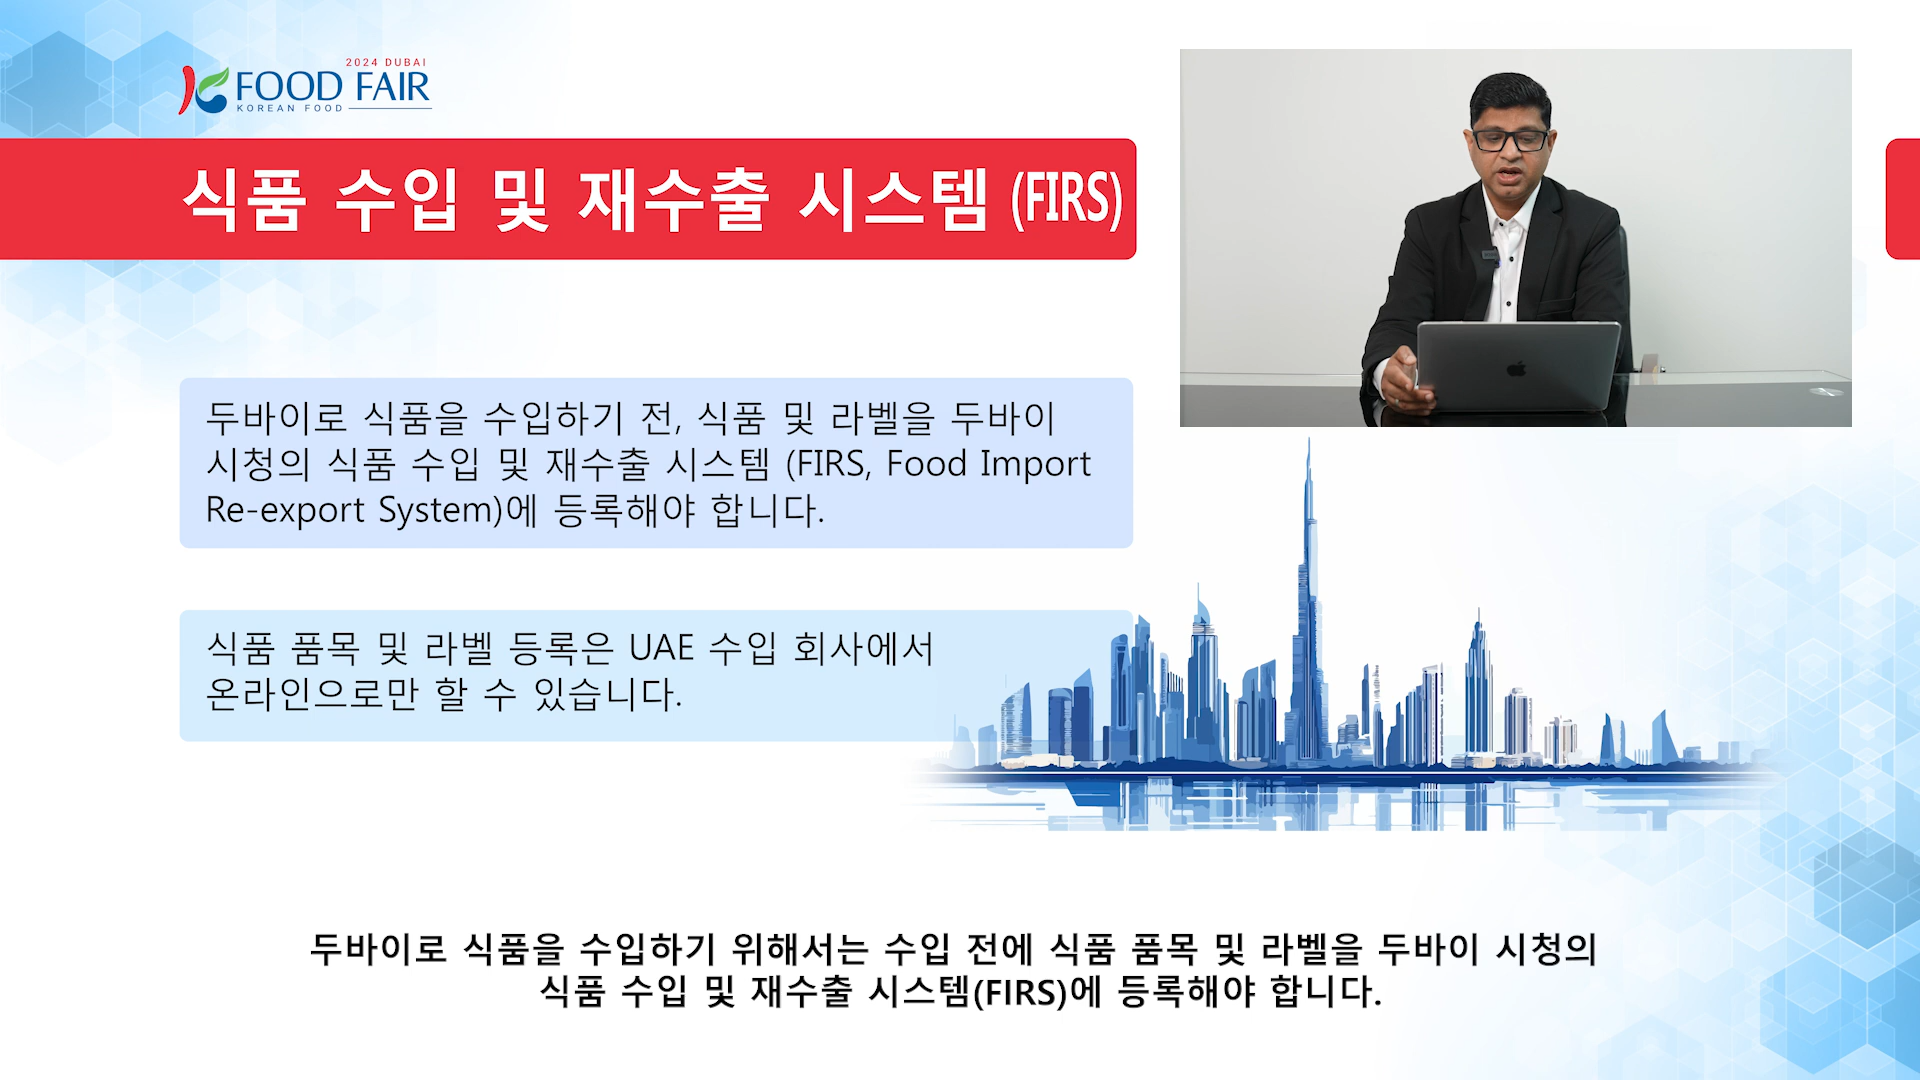 2024 DUBAI
K FOOD FAIR
KOREAN FOOD
식품 수입 및 재수출 시스템 (FIRS)
두바이로 식품을 수입하기 전, 식품 및 라벨을 두바이
시청의 식품 수입 및 재수출 시스템 (FIRS, Food Import
Re-export System)에 등록해야 합니다.
식품 품목 및 라벨 등록은 UAE 수입 회사에서
온라인으로만 할 수 있습니다.
두바이로 식품을 수입하기 위해서는 수입 전에 식품 품목 및 라벨을 두바이 시청의
식품 수입 및 재수출 시스템(FIRS)에 등록해야 합니다.